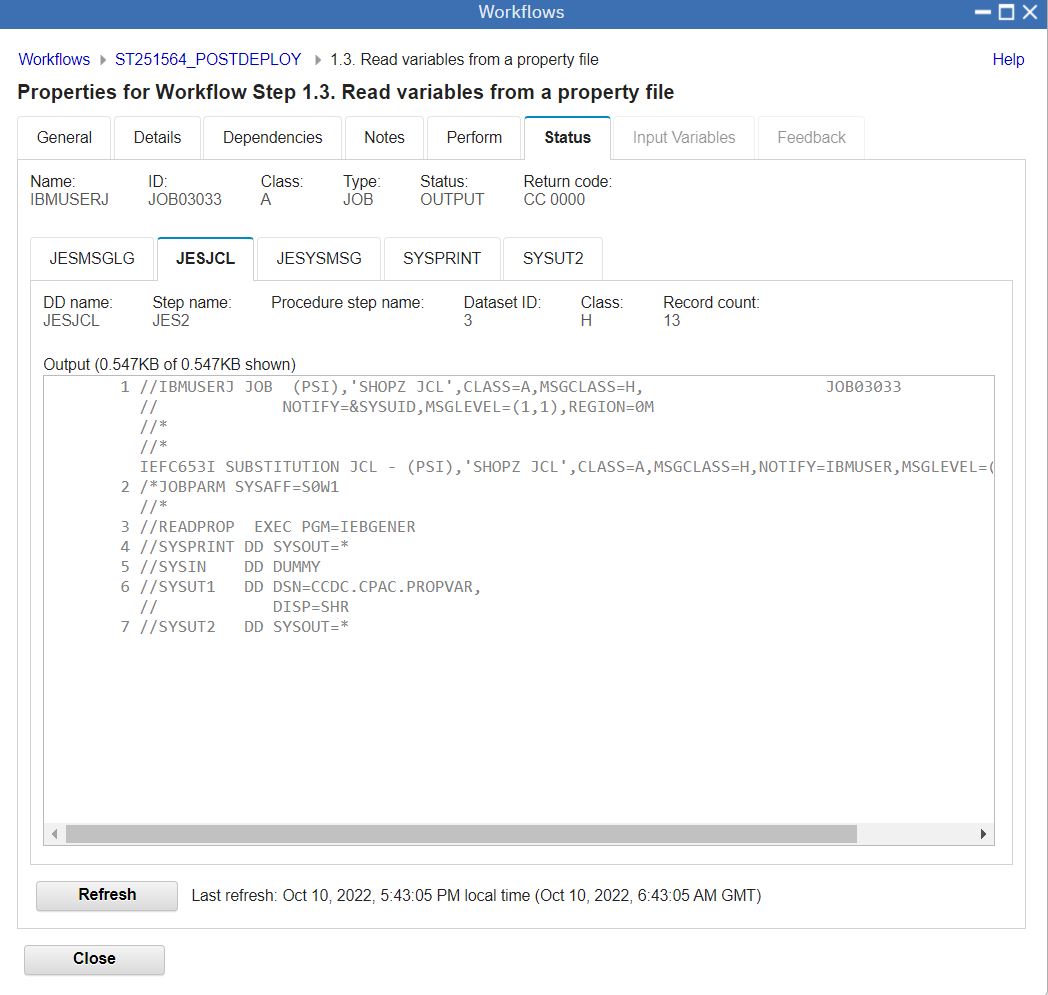 Workflows
Workflows ST251564_POSTDEPLOY 1.3. Read variables from a property file Help
Properties for Workflow Step 1.3. Read variables from a property file
General Details Dependencies Notes Perform Status Input Variables Feedback
Name: ID: Class: Type: Status: Return code:
IBMUSERJ JOB03033 A JOB OUTPUT CC 0000
JESMSGLG JESJCL JESYSMSG SYSPRINT SYSUT2
DD name: Step name: Procedure step name: Dataset ID: Class: Record count:
JESJCL JES2 3 H 13
Output (0.547KB of 0.547KB shown)
1 //IBMUSERJ JOB  (PSI),'SHOPZ JCL',CLASS=A,MSGCLASS=H,                   JOB03033
//             NOTIFY=&SYSUID,MSGLEVEL=(1,1),REGION=0M
//*
//*
IEFC653I SUBSTITUTION JCL - (PSI),'SHOPZ JCL',CLASS=A,MSGCLASS=H,NOTIFY=IBMUSER,MSGLEVEL=(
2 /*JOBPARM SYSAFF=S0W1
//*
3 //READPROP  EXEC PGM=IEBGENER
4 //SYSPRINT DD SYSOUT=*
5 //SYSIN    DD DUMMY
6 //SYSUT1   DD DSN=CCDC.CPAC.PROPVAR,
//            DISP=SHR
7 //SYSUT2   DD SYSOUT=*
Refresh Last refresh: Oct 10, 2022, 5:43:05 PM local time (Oct 10, 2022, 6:43:05 AM GMT)
Close